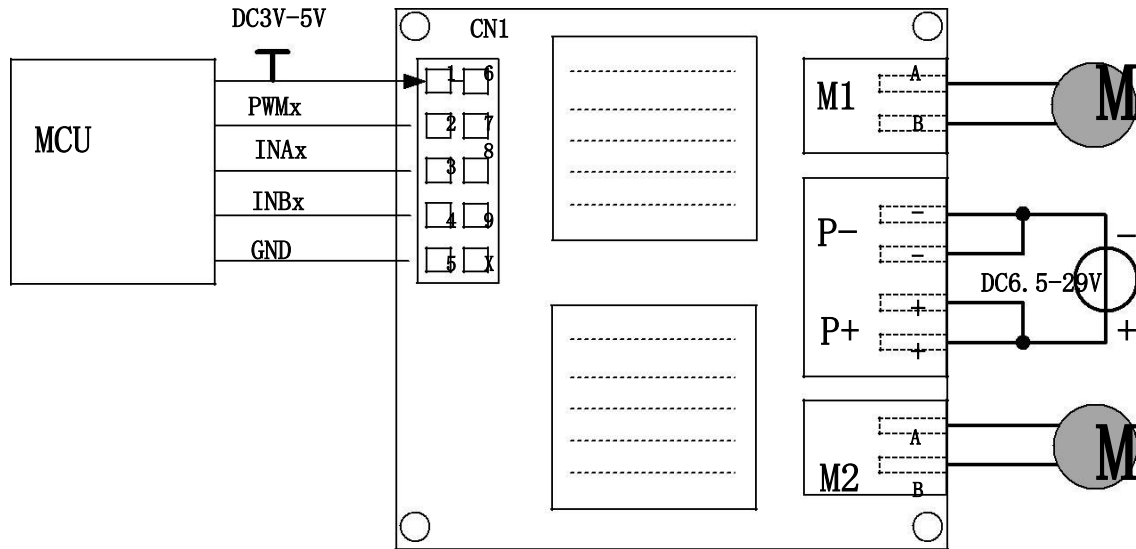 DC3V-5V
CN1
MCU
PWMx
INAx
INBx
GND
1 6
2 7
3 8
4 9
5 X
M1
A
B
M
P-
-
-
P+
+
+
DC6.5-29V
-
+
M2
A
B
M